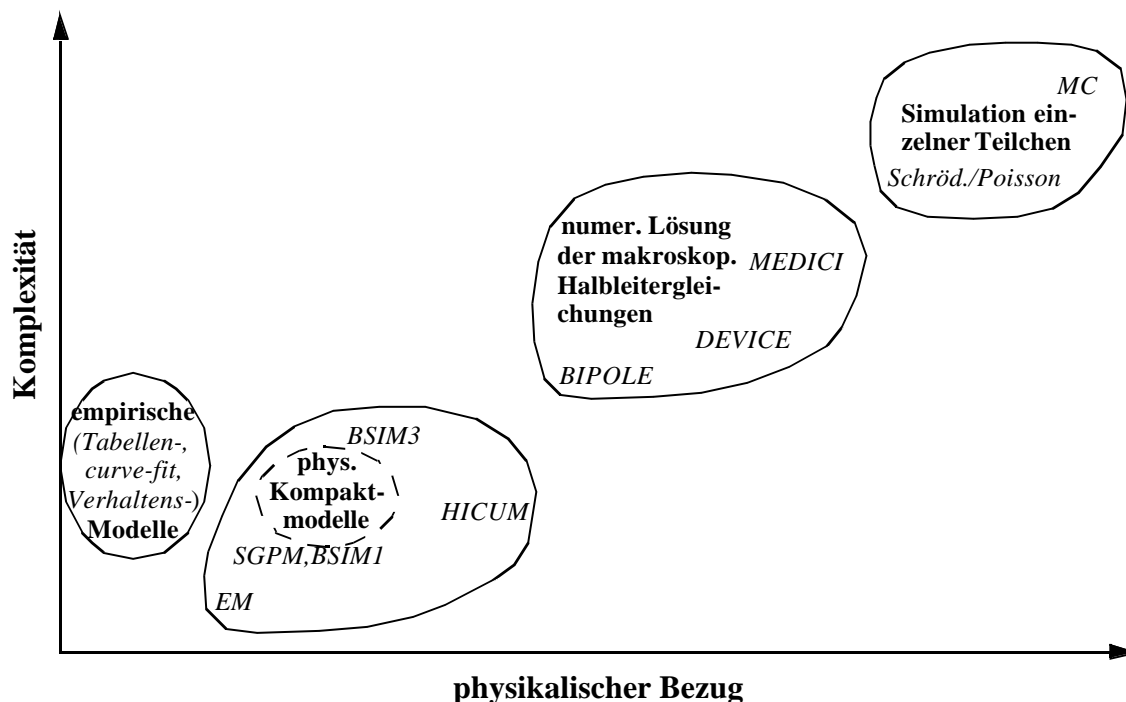 Komplexität
MC
Simulation ein-
zelner Teilchen
Schröd./Poisson
numer. Lösung
der makroskop.
Halbleiterglei-
chungen
MEDICI
DEVICE
BIPOLE
empirische
(Tabellen-,
curve-fit,
Verhaltens-)
Modelle
BSIM3
phys.
Kompakt-
modelle
HICUM
SGPM,BSIM1
EM
physikalischer Bezug